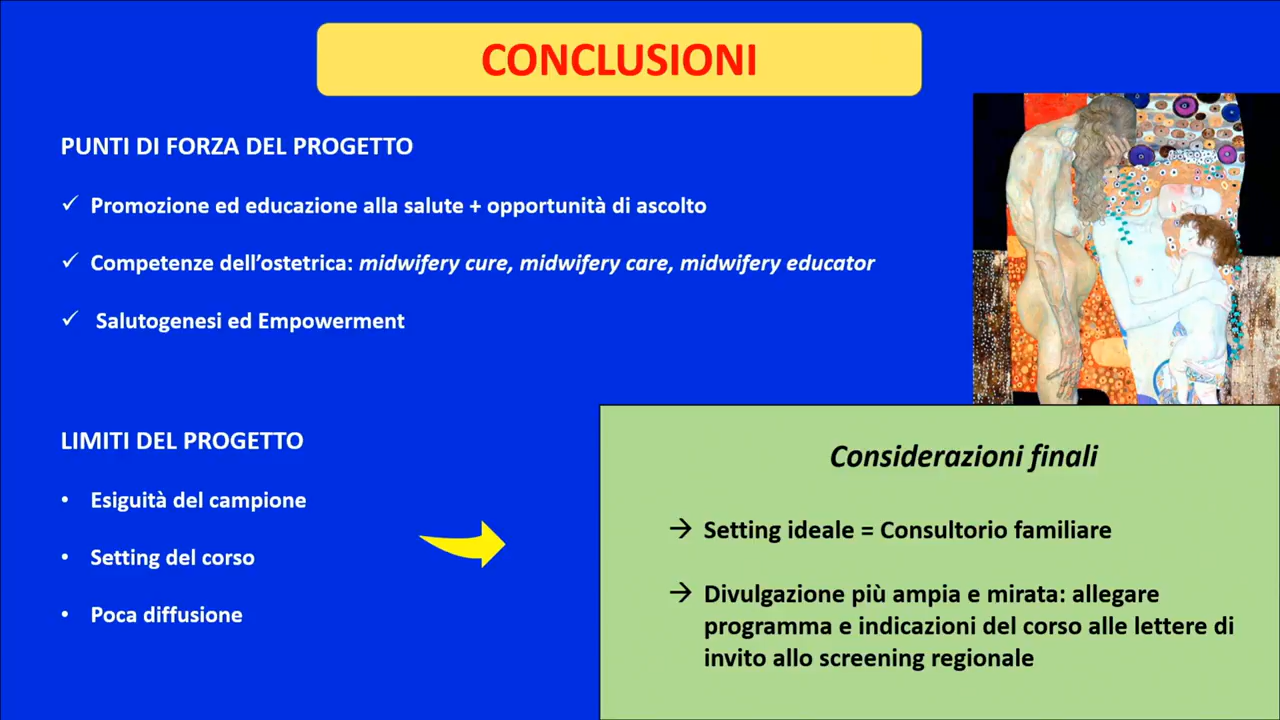 CONCLUSIONI
PUNTI DI FORZA DEL PROGETTO
✓ Promozione ed educazione alla salute + opportunità di ascolto
✓ Competenze dell’ostetrica: midwifery cure, midwifery care, midwifery educator
✓ Salutogenesi ed Empowerment
LIMITI DEL PROGETTO
• Esiguità del campione
• Setting del corso
• Poca diffusione
Considerazioni finali
→ Setting ideale = Consultorio familiare
→ Divulgazione più ampia e mirata: allegare
programma e indicazioni del corso alle lettere di
invito allo screening regionale